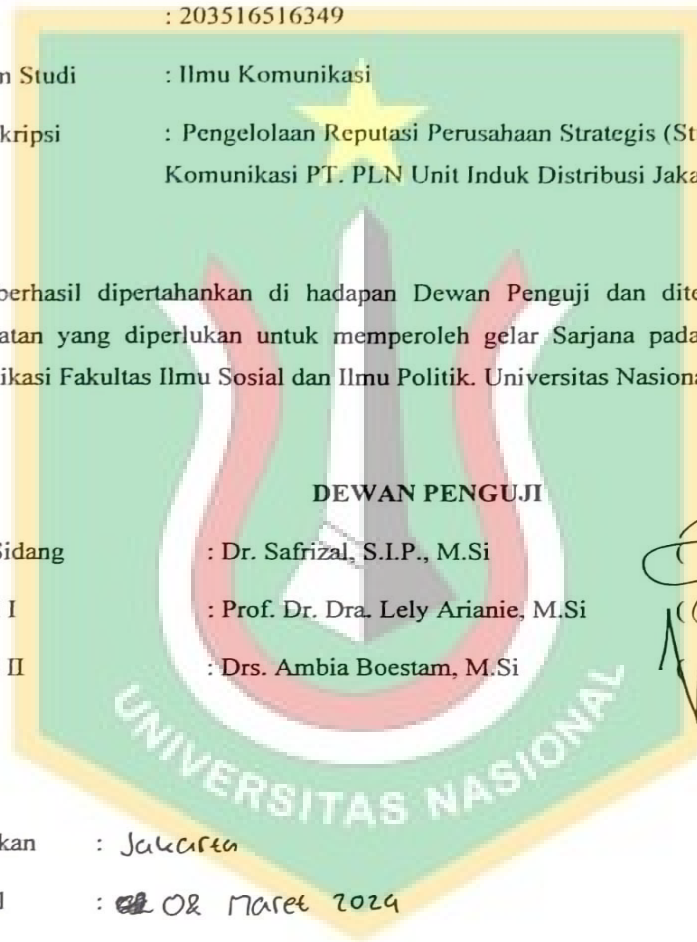 : 203516516349
m Studi : Ilmu Komunikasi
kripsi : Pengelolaan Reputasi Perusahaan Strategis (St
Komunikasi PT. PLN Unit Induk Distribusi Jaka
berhasil dipertahankan di hadapan Dewan Penguji dan dite
atan yang diperlukan untuk memperoleh gelar Sarjana pada
ikasi Fakultas Ilmu Sosial dan Ilmu Politik. Universitas Nasiona
DEWAN PENGUJI
Sidang : Dr. Safrizal, S.I.P., M.Si (
I : Prof. Dr. Dra. Lely Arianie, M.Si (
II : Drs. Ambia Boestam, M.Si (
UNIVERSITAS NASIONAL
kan : Jakarta
l : 08 Maret 2024